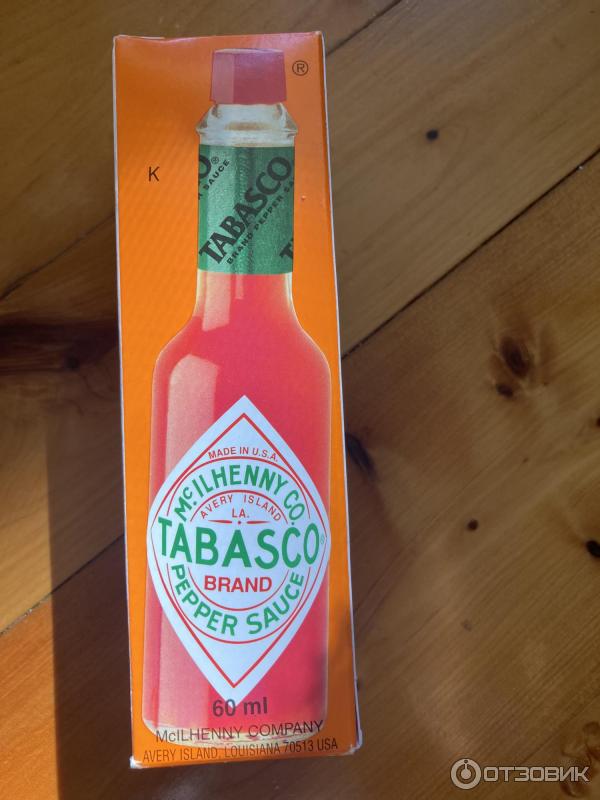 ®
K
TABASCO®
BRAND PEPPER SAUCE
MADE IN U.S.A.
McILHENNY CO.
AVERY ISLAND
LA.
TABASCO®
BRAND
PEPPER SAUCE
60 ml
McILHENNY COMPANY
AVERY ISLAND, LOUISIANA 70513 USA
ОТЗОВИК